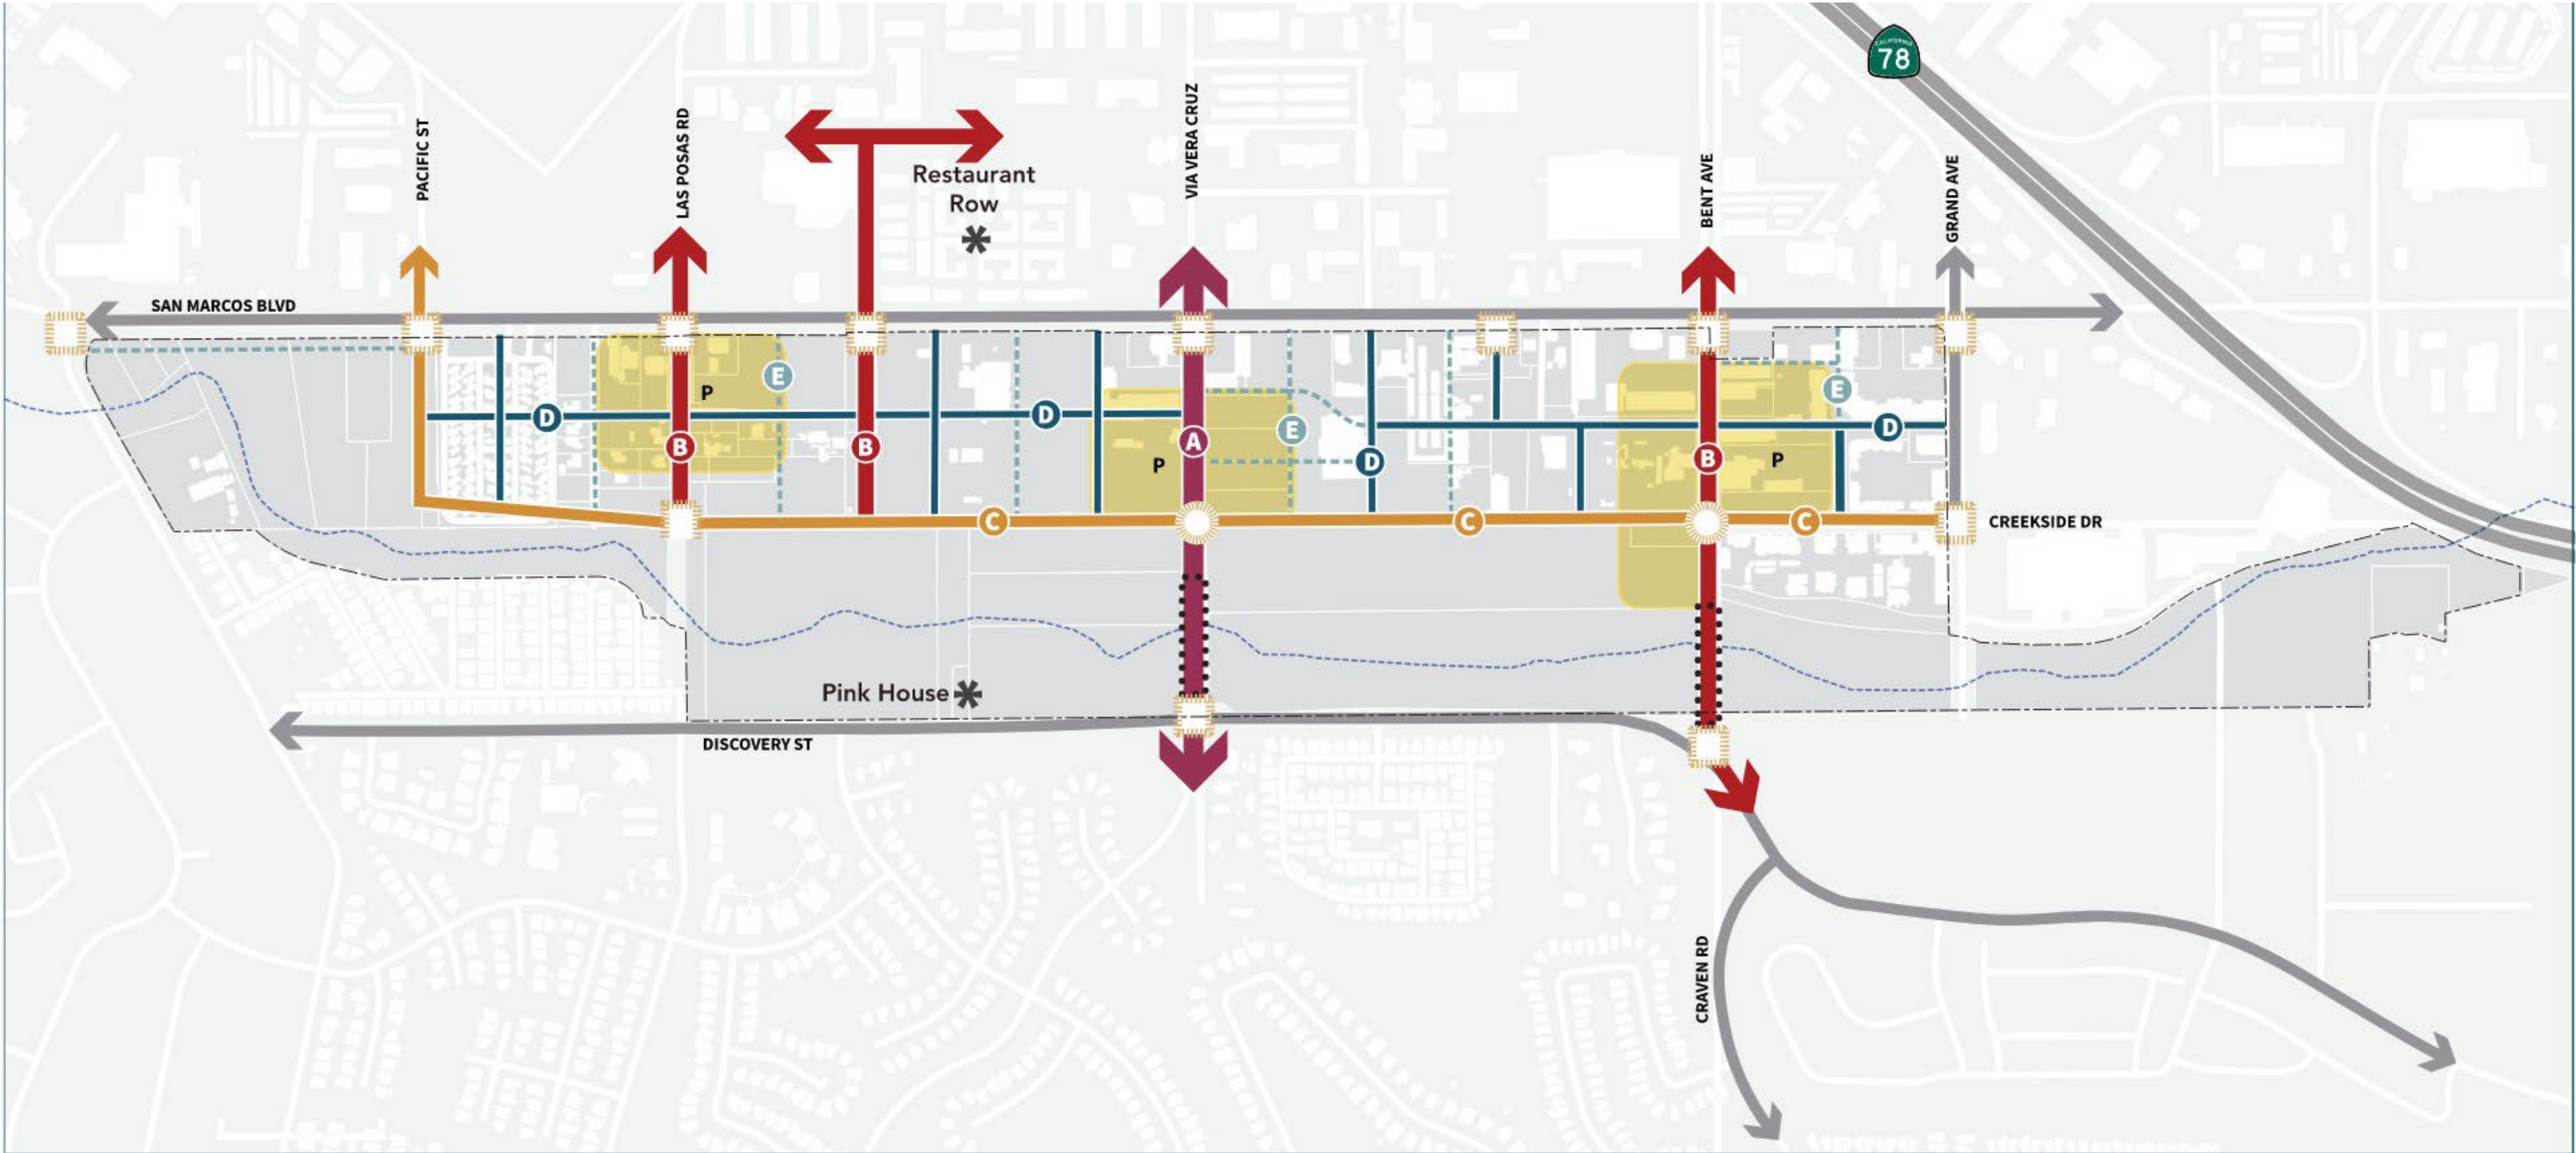 CALIFORNIA
78
PACIFIC ST
LAS POSAS RD
VIA VERA CRUZ
BENT AVE
GRAND AVE
Restaurant
Row
SAN MARCOS BLVD
P
E
E
D
D
E
D
B
B
A
P
D
B
P
C
C
C
CREEKSIDE DR
Pink House
DISCOVERY ST
CRAVEN RD